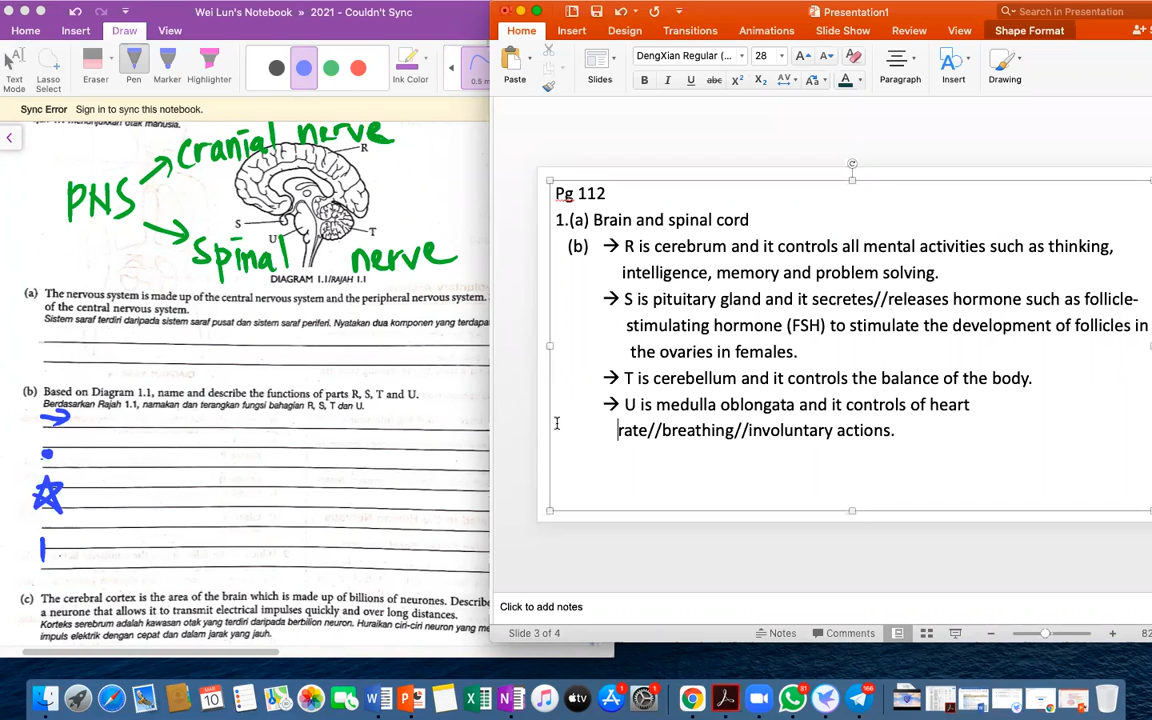 Wei Lun's Notebook » 2021 - Couldn't Sync
Home Insert Draw View
Text Mode
Lasso Select
Eraser
Pen
Marker
Highlighter
Ink Color
0.5 m
Sync Error Sign in to sync this notebook.
Cranial nerve
R
PNS
S
T
U
Spinal nerve
DIAGRAM 1.1/RAJAH 1.1
(a) The nervous system is made up of the central nervous system and the peripheral nervous system.
of the central nervous system.
Sistem saraf terdiri daripada sistem saraf pusat dan sistem saraf periferi. Nyatakan dua komponen yang terdapa
(b) Based on Diagram 1.1, name and describe the functions of parts R, S, T and U.
Berdasarkan Rajah 1.1, namakan dan terangkan fungsi bahagian R, S, T dan U.
(c) The cerebral cortex is the area of the brain which is made up of billions of neurones. Describe
a neurone that allows it to transmit electrical impulses quickly and over long distances.
Korteks serebrum adalah kawasan otak yang terdiri daripada berbilion neuron. Huraikan ciri-ciri neuron yang me
impuls elektrik dengan cepat dan dalam jarak yang jauh.
Presentation1
Search in Presentation
Home Insert Design Transitions Animations Slide Show Review View Shape Format
Paste
Slides
DengXian Regular (... 28
B I U abc X² X₂ AV Aa A
Paragraph
Insert
Drawing
Pg 112
1.(a) Brain and spinal cord
(b) → R is cerebrum and it controls all mental activities such as thinking,
intelligence, memory and problem solving.
→ S is pituitary gland and it secretes//releases hormone such as follicle-
stimulating hormone (FSH) to stimulate the development of follicles in
the ovaries in females.
→ T is cerebellum and it controls the balance of the body.
→ U is medulla oblongata and it controls of heart
rate//breathing//involuntary actions.
Click to add notes
Slide 3 of 4
Notes Comments
82